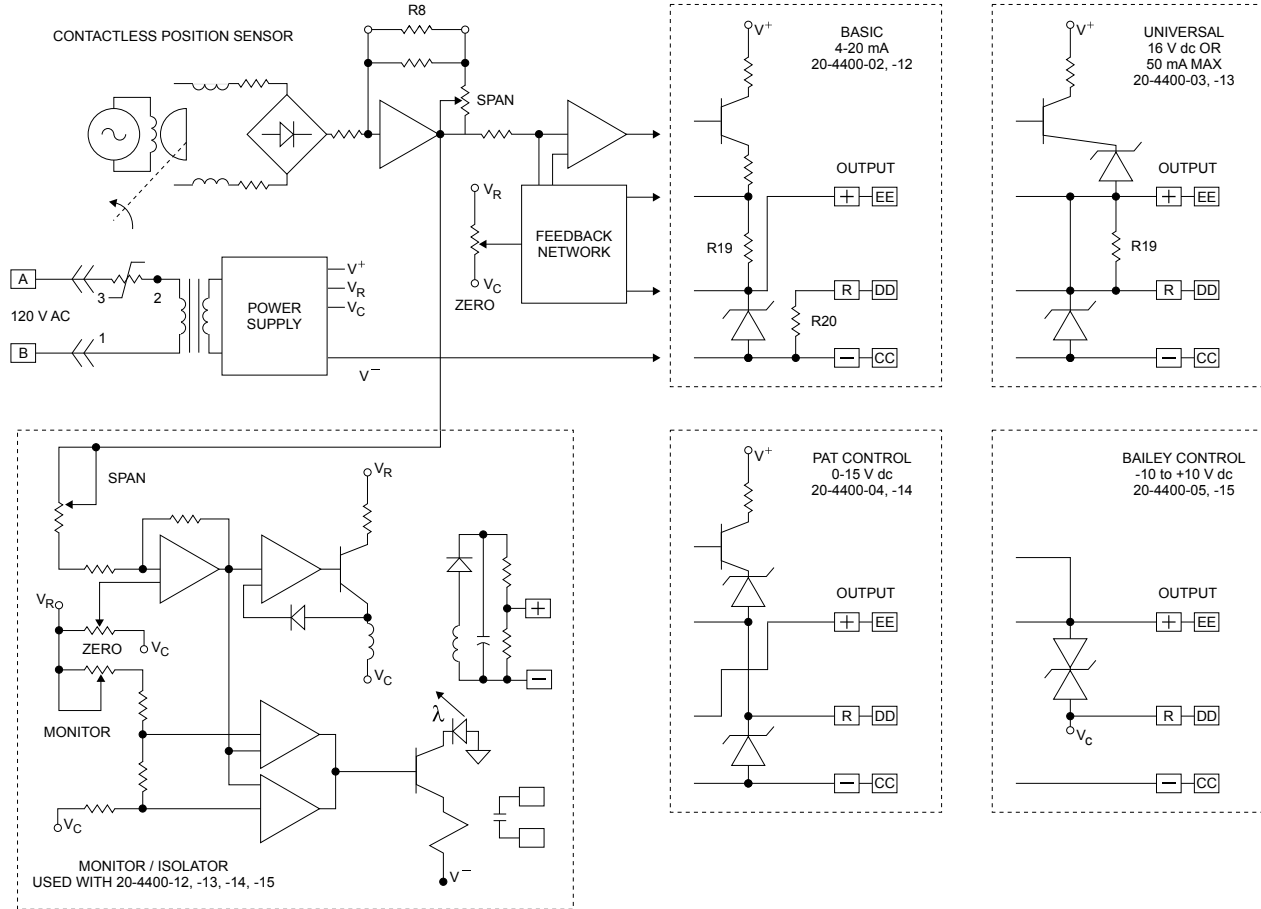 R8
CONTACTLESS POSITION SENSOR
SPAN
V_R
V_C
ZERO
FEEDBACK
NETWORK
A
3
2
120 V AC
B
1
POWER
SUPPLY
V+
V_R
V_C
V−
BASIC
4-20 mA
20-4400-02, -12
V+
OUTPUT
+ EE
R19
R DD
R20
− CC
UNIVERSAL
16 V dc OR
50 mA MAX
20-4400-03, -13
V+
OUTPUT
+ EE
R19
R DD
− CC
SPAN
V_R
V_R
ZERO
V_C
V_C
MONITOR
+
−
λ
V_C
V−
MONITOR / ISOLATOR
USED WITH 20-4400-12, -13, -14, -15
PAT CONTROL
0-15 V dc
20-4400-04, -14
V+
OUTPUT
+ EE
R DD
− CC
BAILEY CONTROL
-10 to +10 V dc
20-4400-05, -15
OUTPUT
+ EE
R DD
V_C
− CC